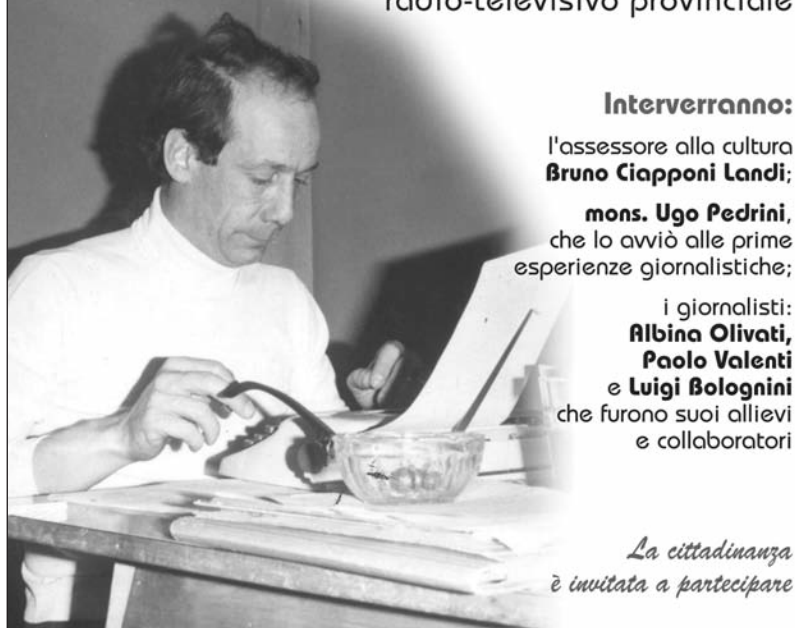 radio-televisivo provinciale
Interverranno:
l'assessore alla cultura
Bruno Ciapponi Landi;
mons. Ugo Pedrini,
che lo avviò alle prime
esperienze giornalistiche;
i giornalisti:
Albina Olivati,
Paolo Valenti
e Luigi Bolognini
che furono suoi allievi
e collaboratori
La cittadinanza
è invitata a partecipare